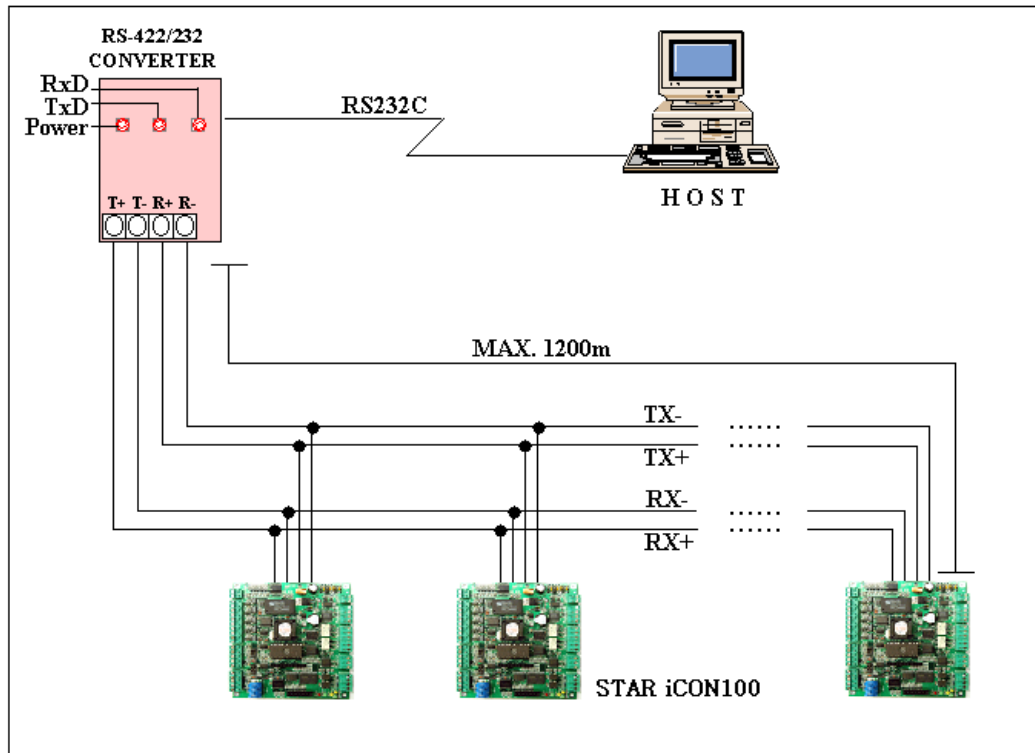 RS-422/232
CONVERTER
RxD
TxD
Power
RS232C
T+ T- R+ R-
H O S T
MAX. 1200m
TX-
......
TX+
RX-
......
RX+
STAR iCON100